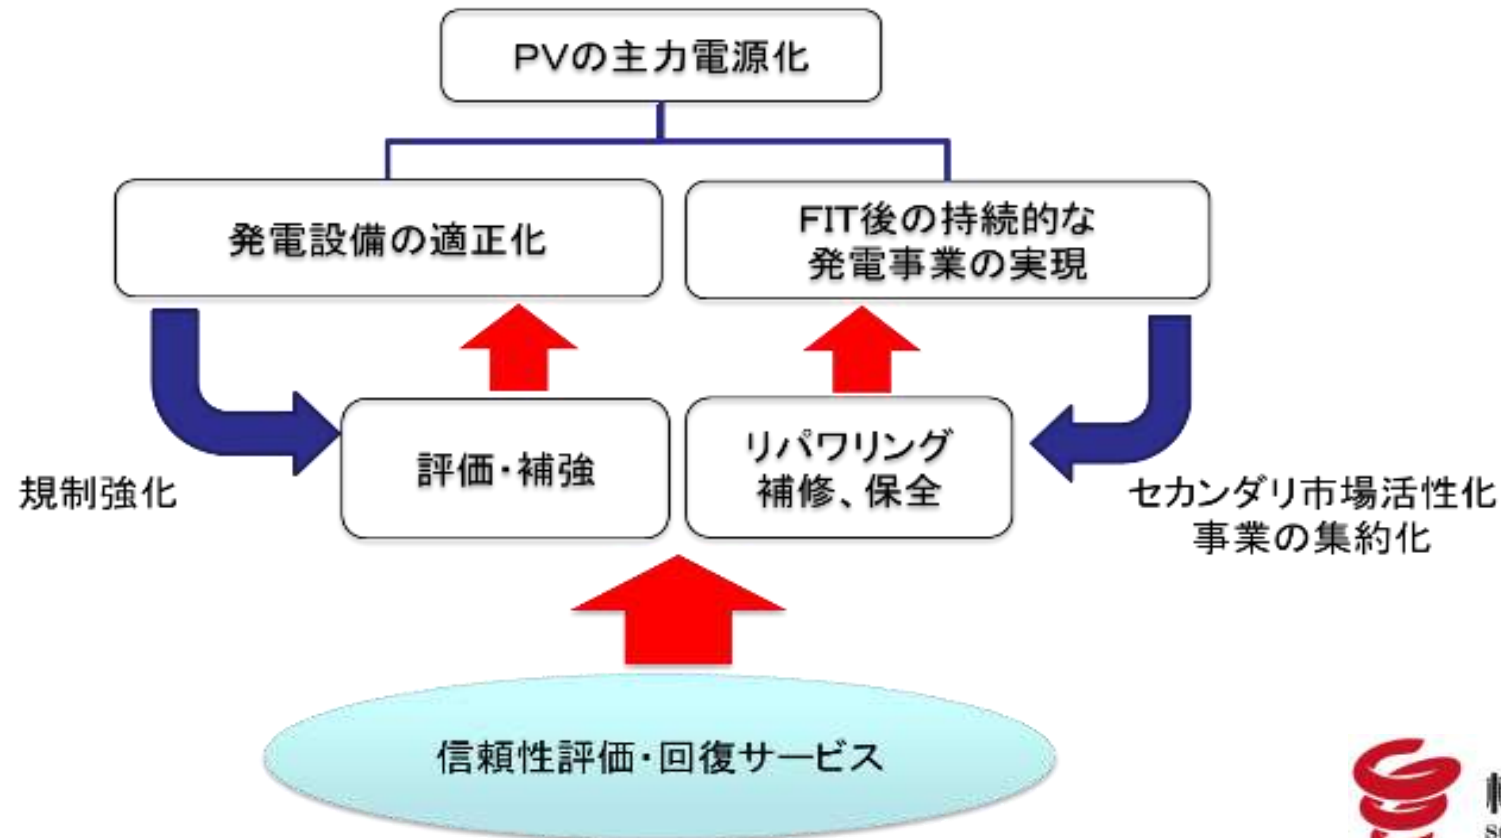 PVの主力電源化
発電設備の適正化
FIT後の持続的な
発電事業の実現
評価・補強
リパワリング
補修、保全
規制強化
セカンダリ市場活性化
事業の集約化
信頼性評価・回復サービス